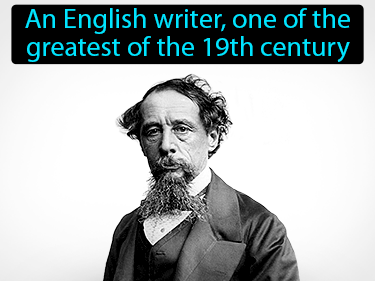 An English writer, one of the
greatest of the 19th century